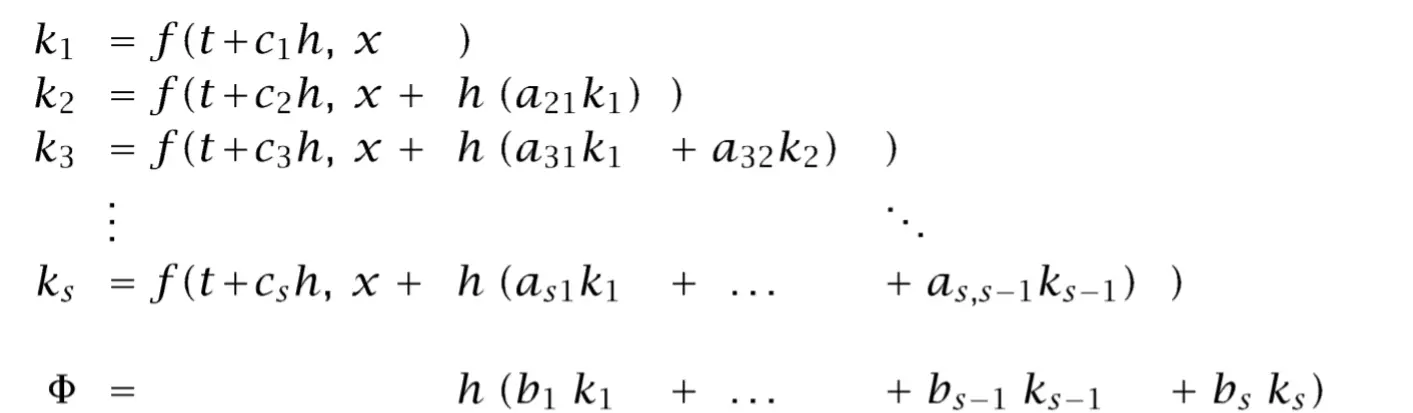 k₁ = f(t+c₁h, x )
k₂ = f(t+c₂h, x + h (a₂₁k₁) )
k₃ = f(t+c₃h, x + h (a₃₁k₁ + a₃₂k₂) )
⋮ ⋱
kₛ = f(t+cₛh, x + h (aₛ₁k₁ + … + aₛ,ₛ₋₁kₛ₋₁) )
Φ = h (b₁ k₁ + … + bₛ₋₁ kₛ₋₁ + bₛ kₛ)